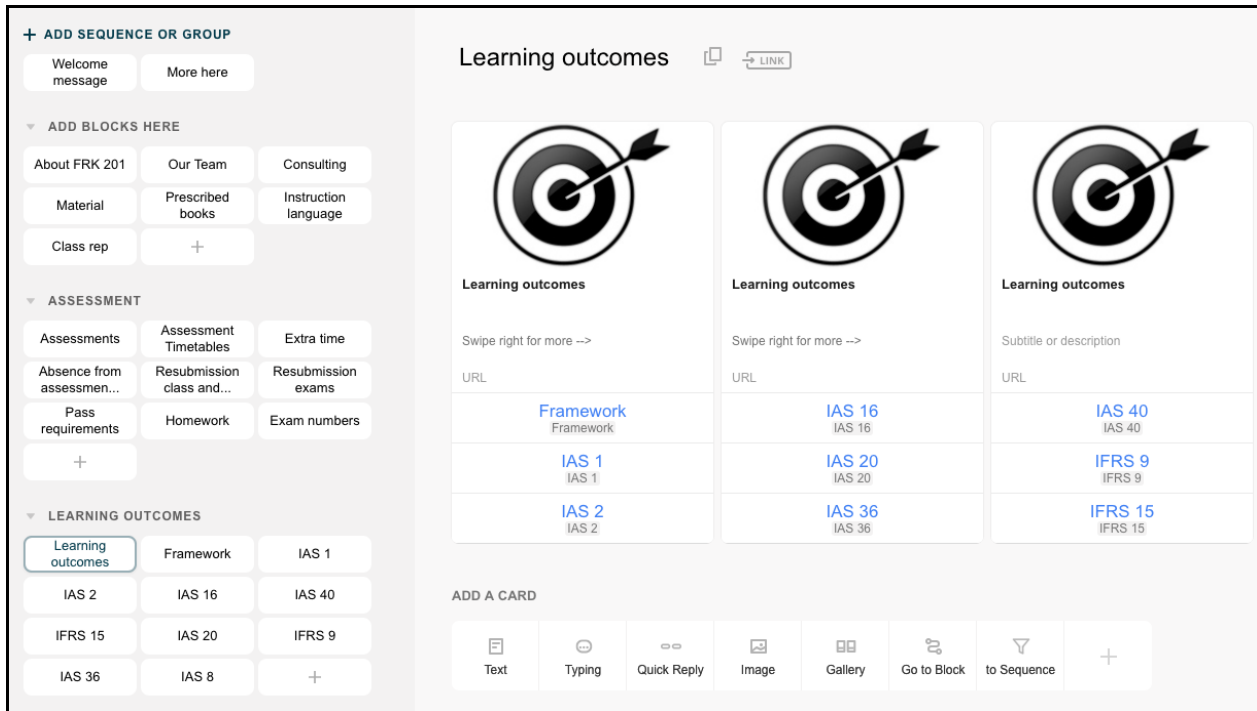 + ADD SEQUENCE OR GROUP
Welcome message
More here
ADD BLOCKS HERE
About FRK 201
Our Team
Consulting
Material
Prescribed books
Instruction language
Class rep
+
ASSESSMENT
Assessments
Assessment Timetables
Extra time
Absence from assessmen...
Resubmission class and...
Resubmission exams
Pass requirements
Homework
Exam numbers
+
LEARNING OUTCOMES
Learning outcomes
Framework
IAS 1
IAS 2
IAS 16
IAS 40
IFRS 15
IAS 20
IFRS 9
IAS 36
IAS 8
+
Learning outcomes
LINK
Learning outcomes
Swipe right for more -->
URL
Framework
Framework
IAS 1
IAS 1
IAS 2
IAS 2
Learning outcomes
Swipe right for more -->
URL
IAS 16
IAS 16
IAS 20
IAS 20
IAS 36
IAS 36
Learning outcomes
Subtitle or description
URL
IAS 40
IAS 40
IFRS 9
IFRS 9
IFRS 15
IFRS 15
ADD A CARD
Text
Typing
Quick Reply
Image
Gallery
Go to Block
to Sequence
+